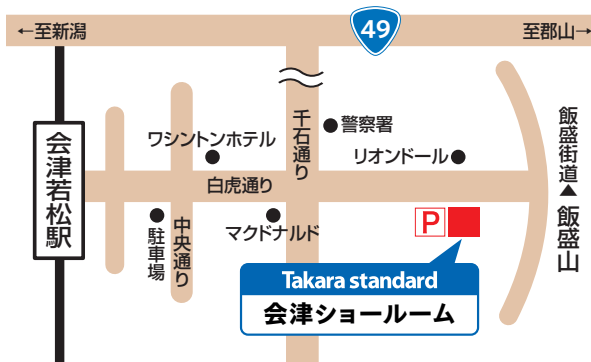 ←至新潟
49
至郡山→
千石通り
警察署
ワシントンホテル
リオンドール
飯盛街道
▲飯盛山
会津若松駅
白虎通り
駐車場
中央通り
マクドナルド
P
Takara standard
会津ショールーム